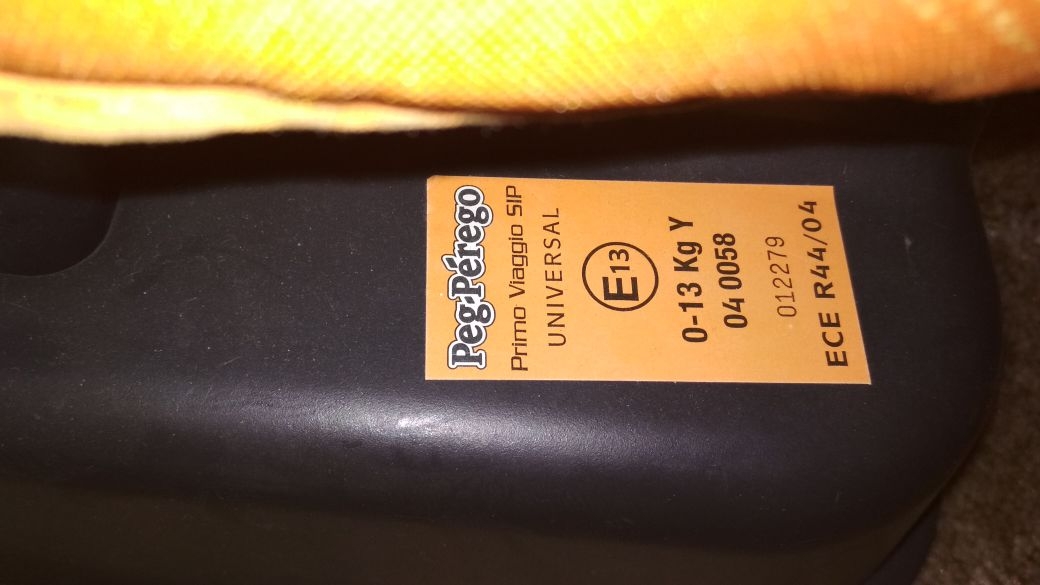 Peg-Pérego
Primo Viaggio SIP
UNIVERSAL
E13
0-13 Kg Y
04 0058
012279
ECE R44/04